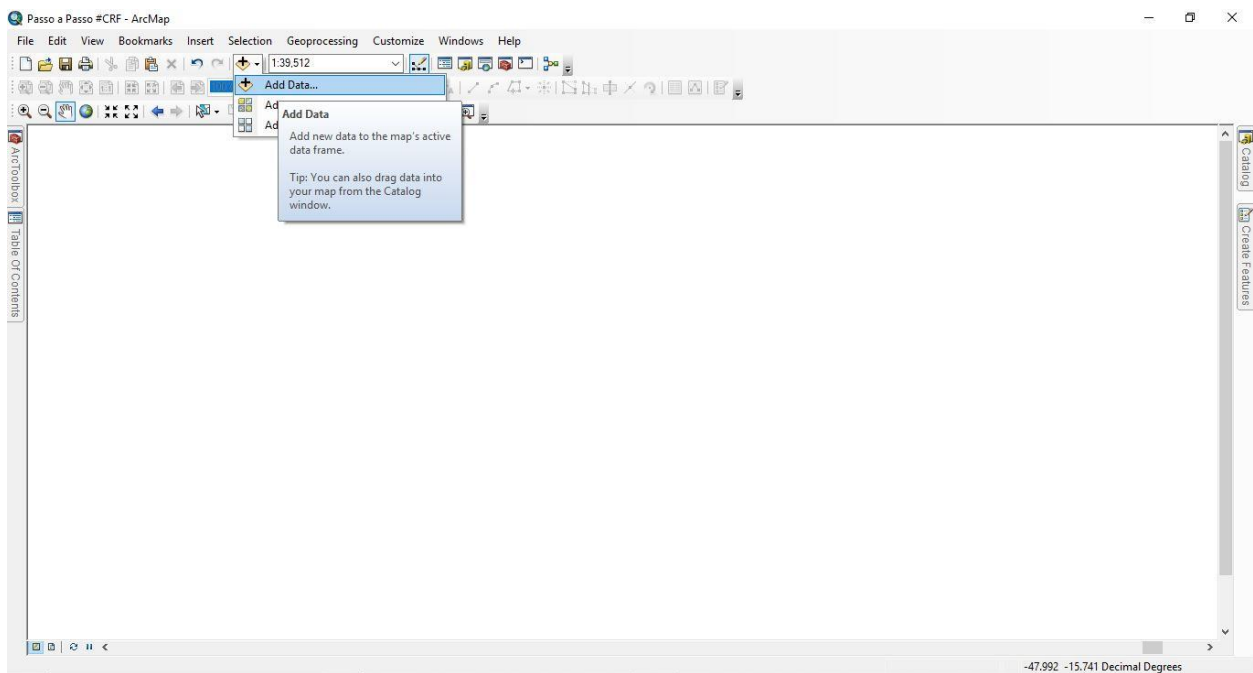 Passo a Passo #CRF - ArcMap
File Edit View Bookmarks Insert Selection Geoprocessing Customize Windows Help
1:39,512
Add Data...
Ad
Ad
Add Data
Add new data to the map's active
data frame.
Tip: You can also drag data into
your map from the Catalog
window.
ArcToolbox
Table Of Contents
Catalog
Create Features
-47.992 -15.741 Decimal Degrees